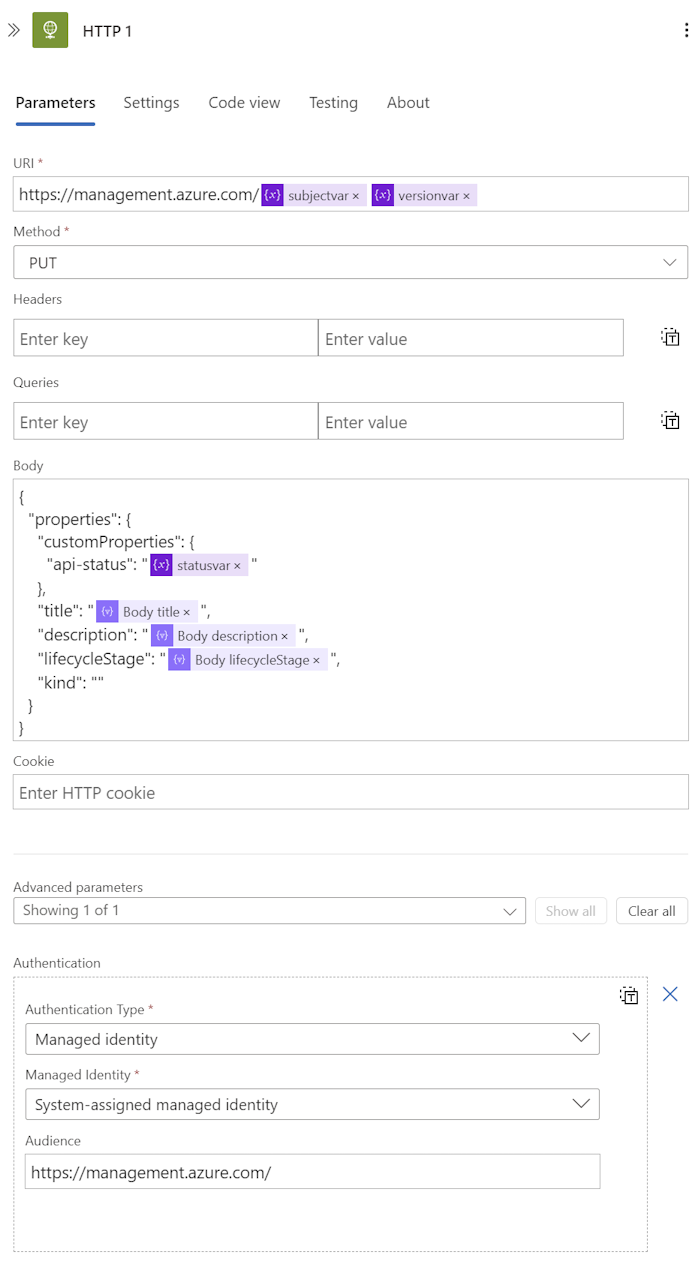 HTTP 1
Parameters Settings Code view Testing About
URI *
https://management.azure.com/ {x} subjectvar × {x} versionvar ×
Method *
PUT
Headers
Enter key Enter value
Queries
Enter key Enter value
Body
{
"properties": {
"customProperties": {
"api-status": " {x} statusvar × "
},
"title": " {v} Body title × ",
"description": " {v} Body description × ",
"lifecycleStage": " {v} Body lifecycleStage × ",
"kind": ""
}
}
Cookie
Enter HTTP cookie
Advanced parameters
Showing 1 of 1 Show all Clear all
Authentication
Authentication Type *
Managed identity
Managed Identity *
System-assigned managed identity
Audience
https://management.azure.com/